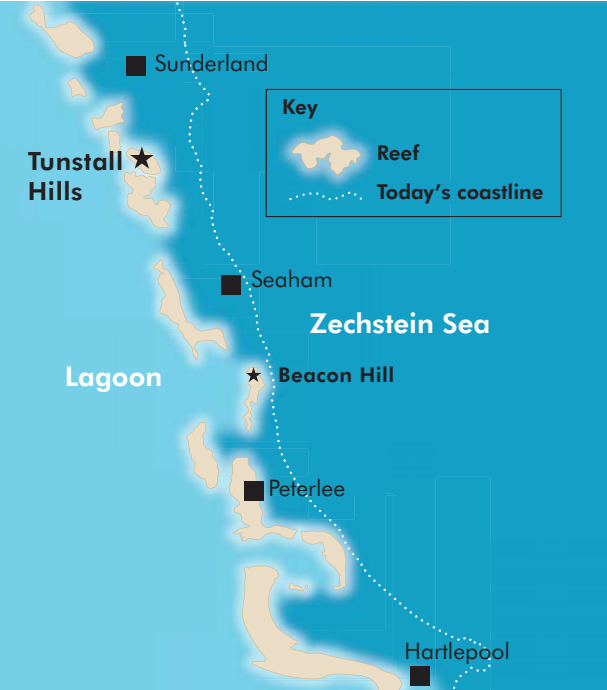 Sunderland
Key
Reef
Today's coastline
Tunstall
Hills
Seaham
Zechstein Sea
Lagoon
Beacon Hill
Peterlee
Hartlepool